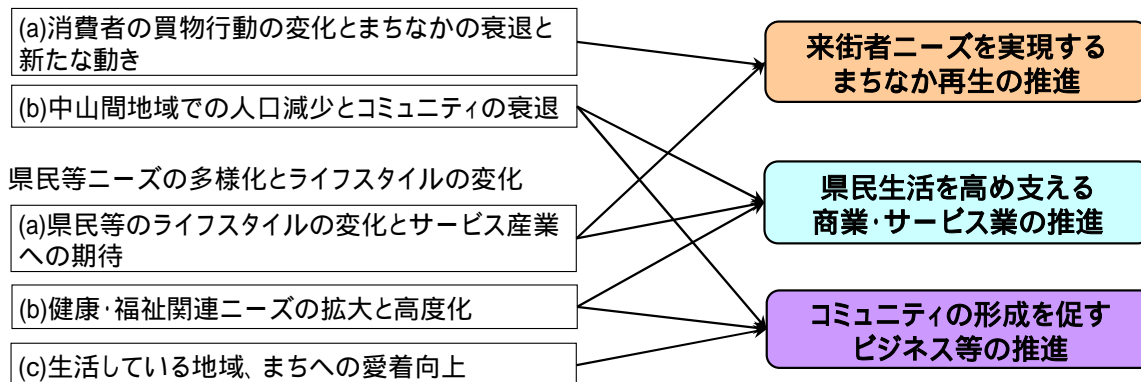 (a)消費者の買物行動の変化とまちなかの衰退と
新たな動き
(b)中山間地域での人口減少とコミュニティの衰退
県民等ニーズの多様化とライフスタイルの変化
(a)県民等のライフスタイルの変化とサービス産業
への期待
(b)健康・福祉関連ニーズの拡大と高度化
(c)生活している地域、まちへの愛着向上
来街者ニーズを実現する
まちなか再生の推進
県民生活を高め支える
商業・サービス業の推進
コミュニティの形成を促す
ビジネス等の推進